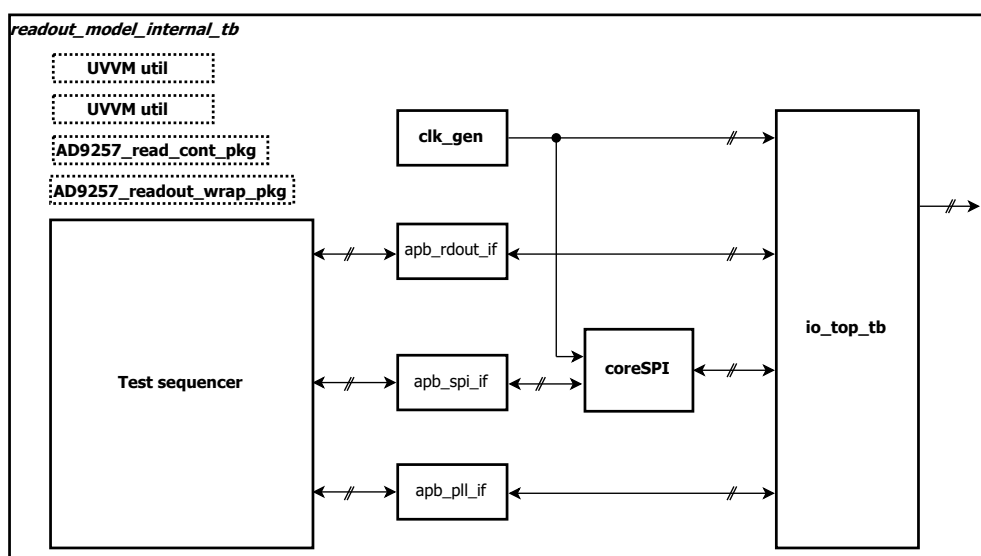 readout_model_internal_tb
UVVM util
UVVM util
AD9257_read_cont_pkg
AD9257_readout_wrap_pkg
clk_gen
apb_rdout_if
io_top_tb
coreSPI
Test sequencer
apb_spi_if
apb_pll_if